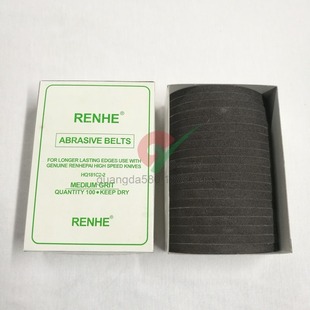 RENHE®
ABRASIVE BELTS
FOR LONGER LASTING EDGES USE WITH
GENUINE RENHEPAI HIGH SPEED KNIVES
MEDIUM GRIT
QUANTITY 100 • KEEP DRY
RENHE®